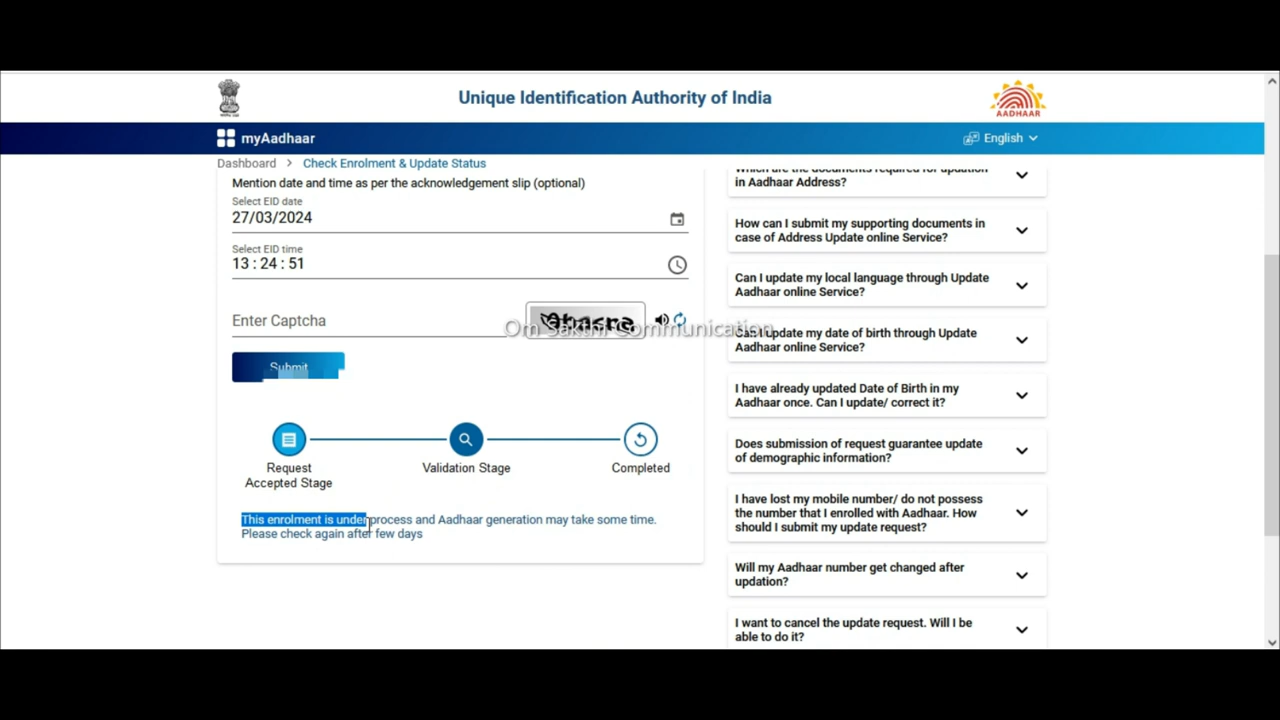 Unique Identification Authority of India
AADHAAR
myAadhaar
English
Dashboard > Check Enrolment & Update Status
Mention date and time as per the acknowledgement slip (optional)
Select EID date
27/03/2024
Select EID time
13 : 24 : 51
Enter Captcha
Om Sakthi Communication
Submit
Request
Accepted Stage
Validation Stage
Completed
This enrolment is under process and Aadhaar generation may take some time.
Please check again after few days
Which are the documents required for updation
in Aadhaar Address?
How can I submit my supporting documents in
case of Address Update online Service?
Can I update my local language through Update
Aadhaar online Service?
Can I update my date of birth through Update
Aadhaar online Service?
I have already updated Date of Birth in my
Aadhaar once. Can I update/ correct it?
Does submission of request guarantee update
of demographic information?
I have lost my mobile number/ do not possess
the number that I enrolled with Aadhaar. How
should I submit my update request?
Will my Aadhaar number get changed after
updation?
I want to cancel the update request. Will I be
able to do it?